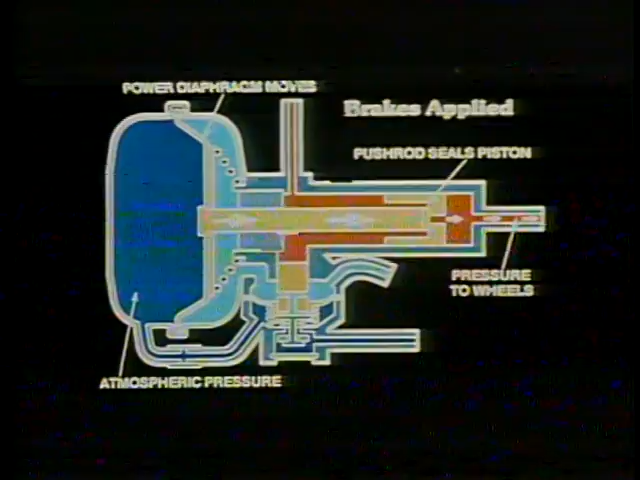 POWER DIAPHRAGM MOVES
Brakes Applied
PUSHROD SEALS PISTON
PRESSURE
TO WHEELS
ATMOSPHERIC PRESSURE